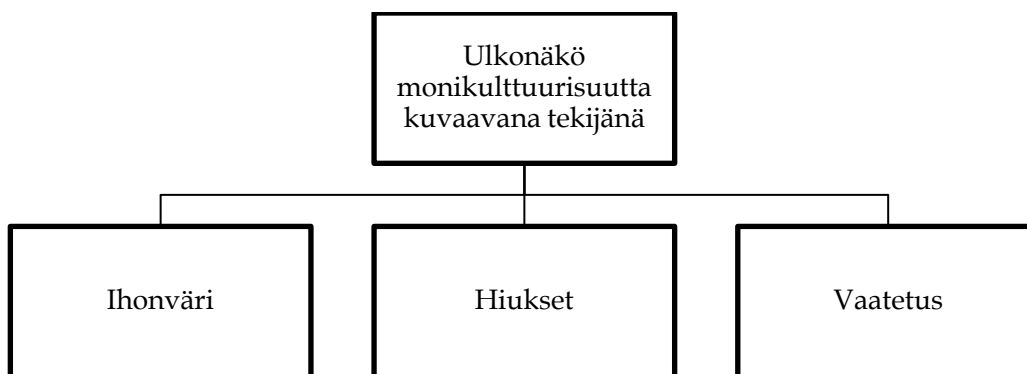 Ulkonäkö
monikulttuurisuutta
kuvaavana tekijänä
Ihonväri
Hiukset
Vaatetus